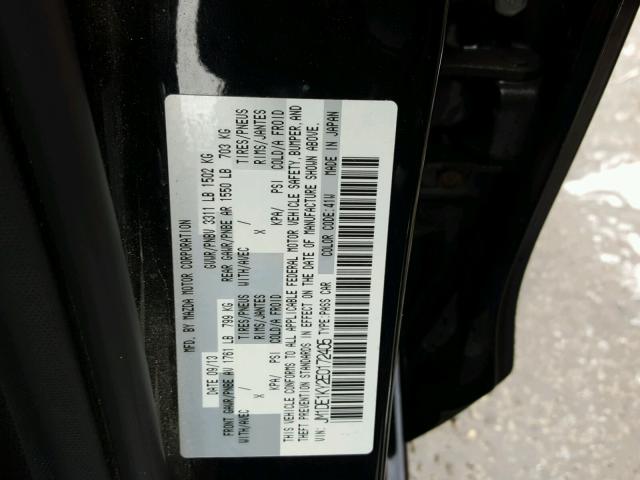 MFD. BY MAZDA MOTOR CORPORATION
DATE: 09/13 GVWR/PNBV 3311 LB 1502 KG
FRONT GAWR/PNBE AV 1761 LB 799 KG REAR GAWR/PNBE AR 1550 LB 703 KG
WITH/AVEC / TIRES/PNEUS WITH/AVEC / TIRES/PNEUS
X RIMS/JANTES X RIMS/JANTES
KPA/ PSI COLD/A FROID KPA/ PSI COLD/A FROID
THIS VEHICLE CONFORMS TO ALL APPLICABLE FEDERAL MOTOR VEHICLE SAFETY, BUMPER, AND
THEFT PREVENTION STANDARDS IN EFFECT ON THE DATE OF MANUFACTURE SHOWN ABOVE.
VIN: JM1DE1KY2E0172405 TYPE:PASS CAR COLOR CODE:41W MADE IN JAPAN